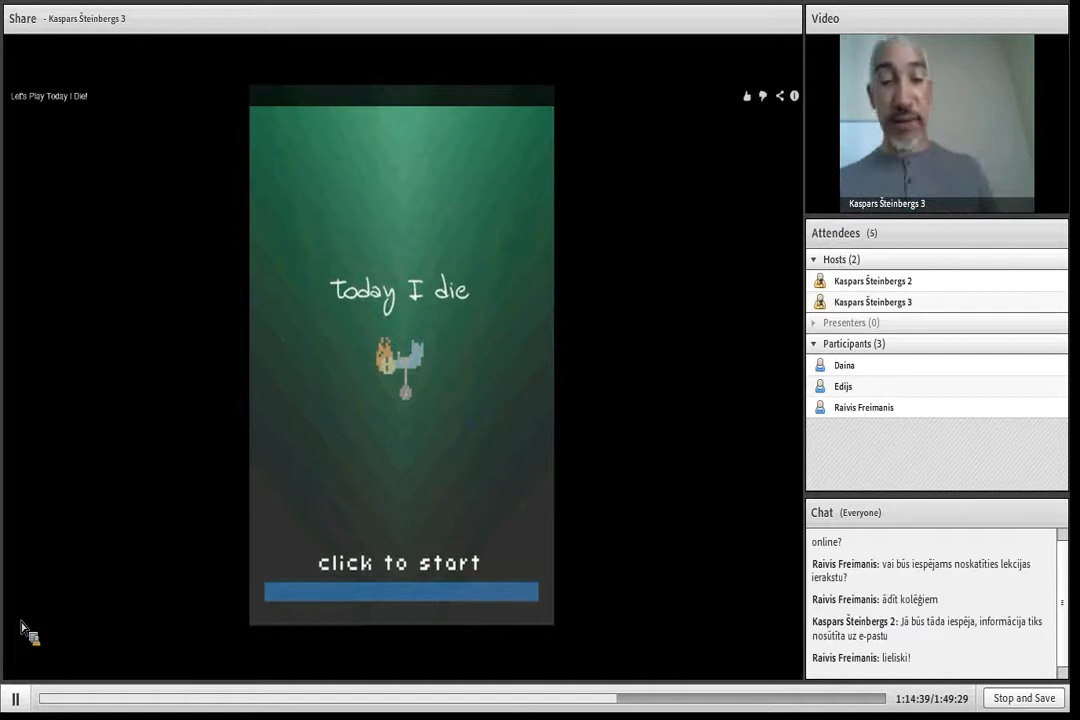 Share - Kaspars Šteinbergs 3
Let's Play Today I Die!
today I die
click to start
Video
Kaspars Šteinbergs 3
Attendees (5)
Hosts (2)
Kaspars Šteinbergs 2
Kaspars Šteinbergs 3
Presenters (0)
Participants (3)
Daina
Edijs
Raivis Freimanis
Chat (Everyone)
online?
Raivis Freimanis: vai būs iespējams noskatīties lekcijas
ierakstu?
Raivis Freimanis: ādīt kolēģiem
Kaspars Šteinbergs 2: Jā būs tāda iespēja, informācija tiks
nosūtīta uz e-pastu
Raivis Freimanis: lieliski!
1:14:39/1:49:29
Stop and Save